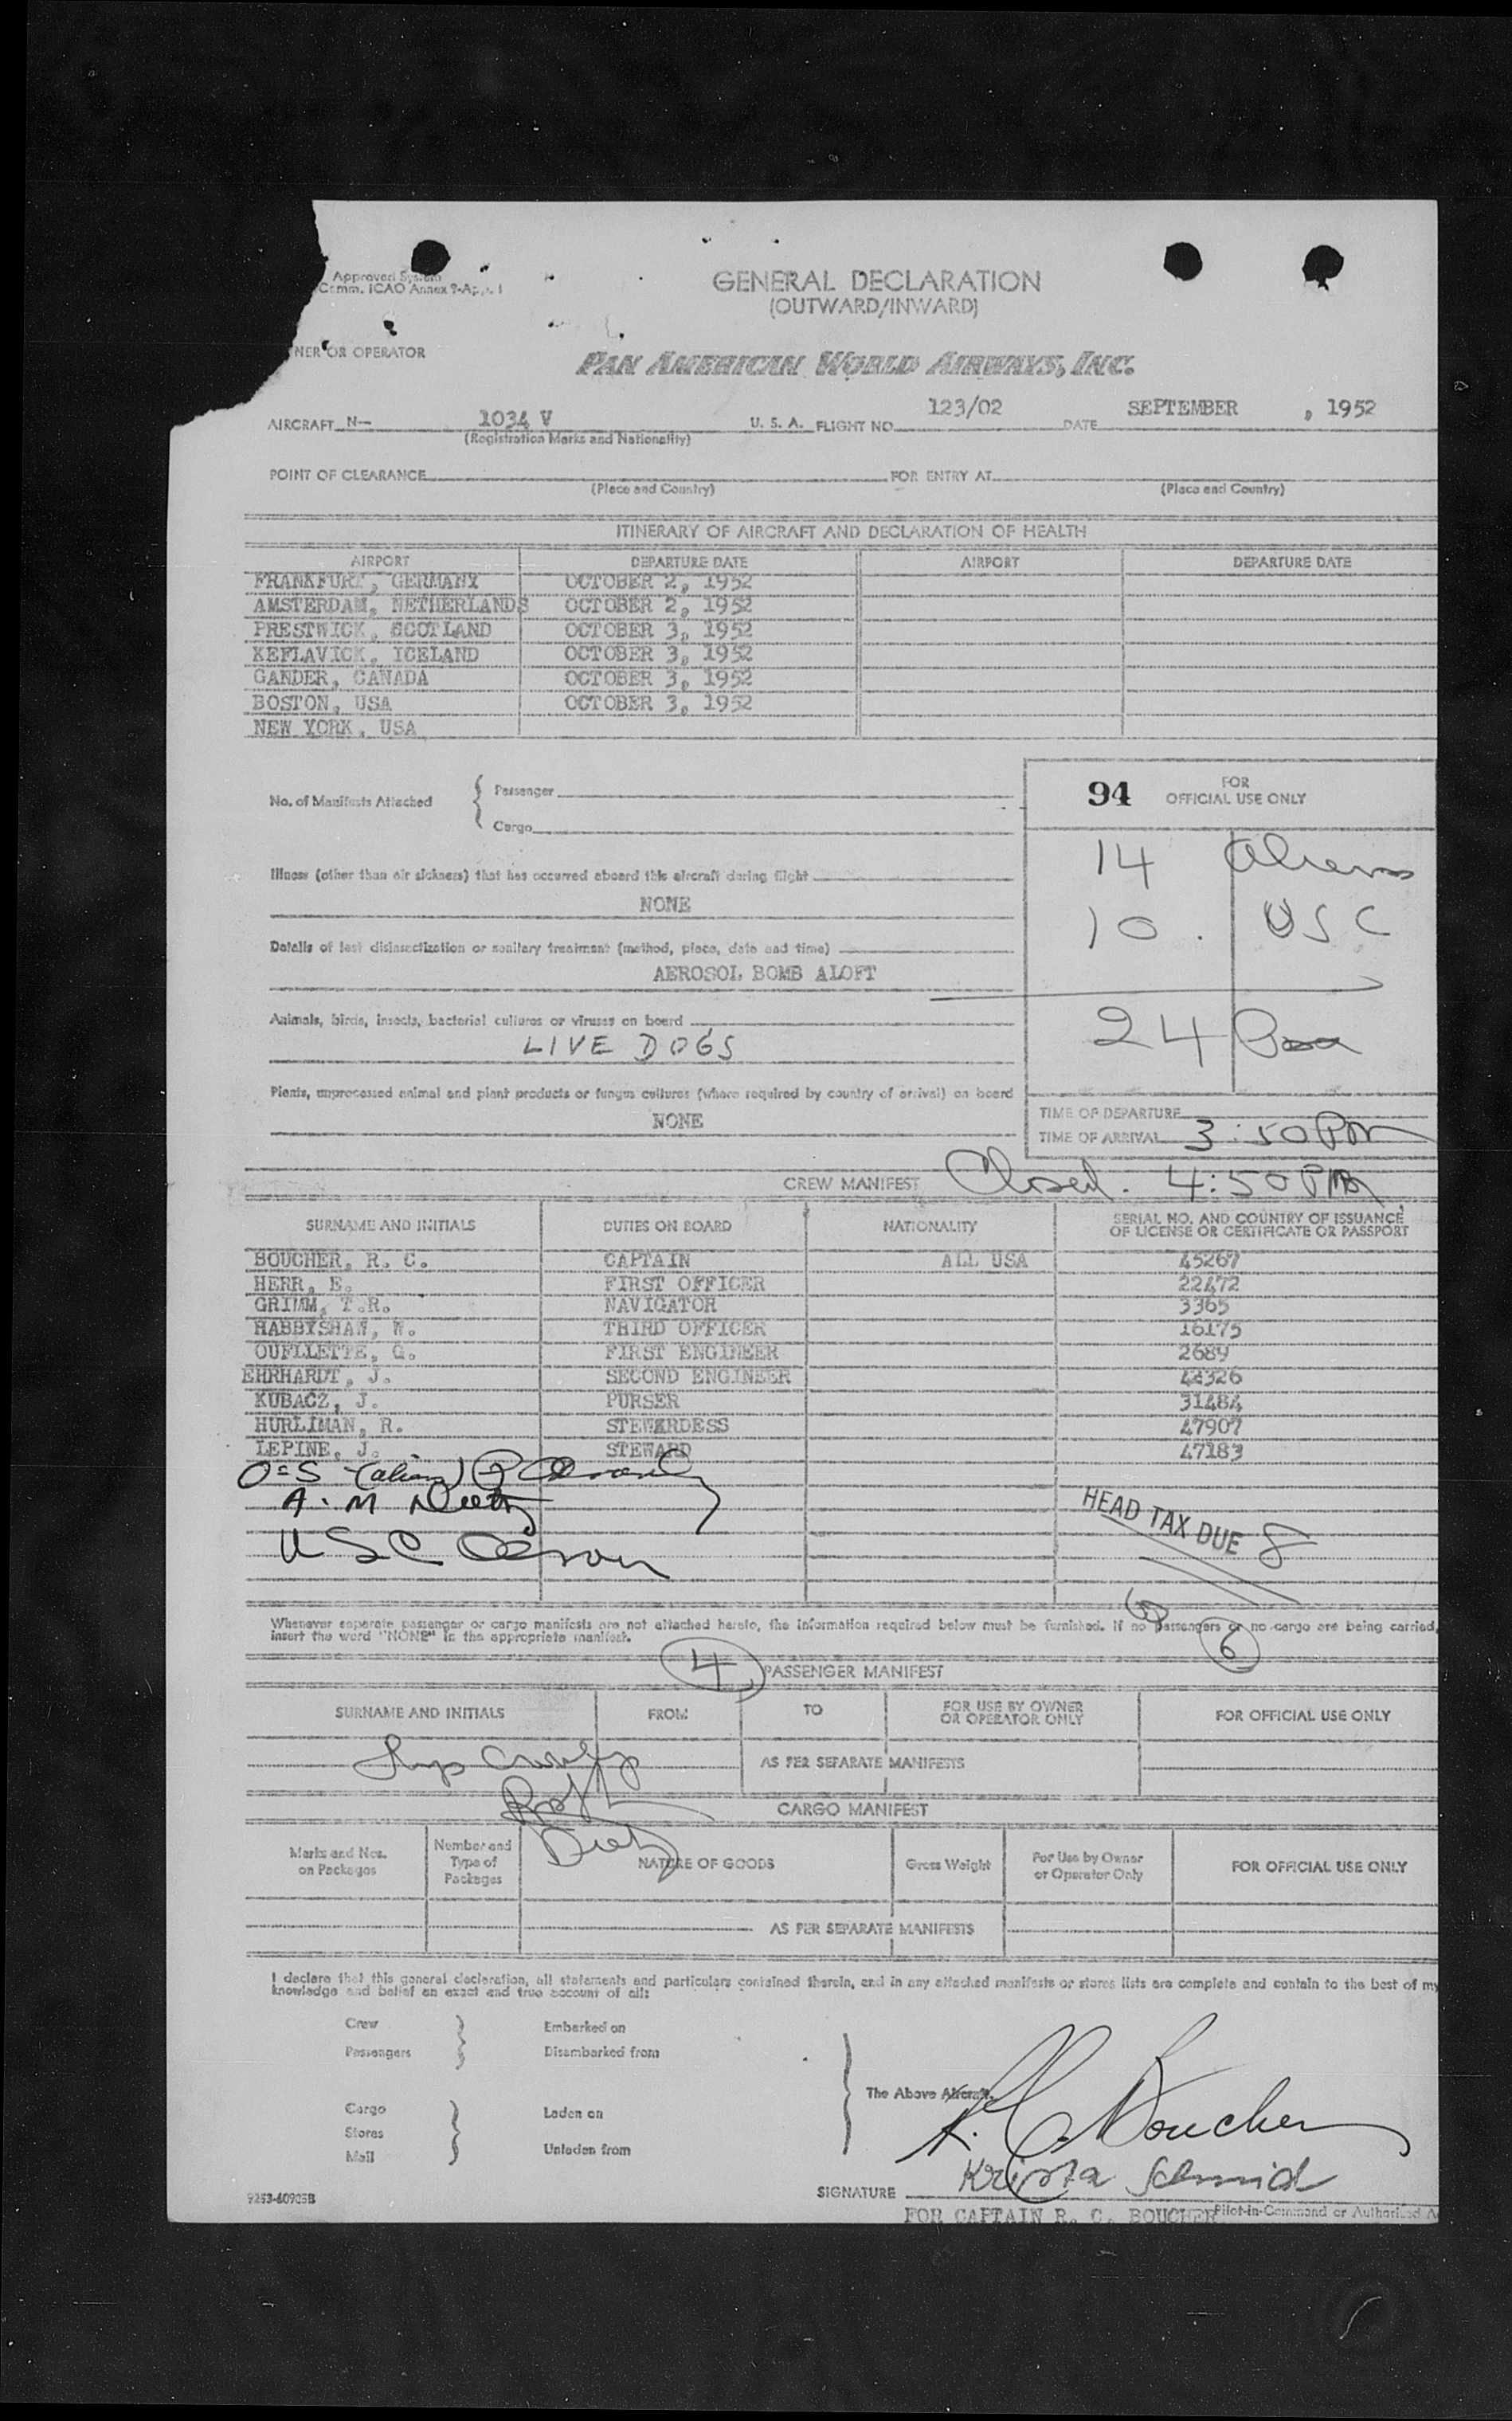 Approved System
Comm. ICAO Annex 9-App. 1
GENERAL DECLARATION
(OUTWARD/INWARD)
NER OR OPERATOR
PAN AMERICAN WORLD AIRWAYS, INC.
AIRCRAFT N- 1034 V U. S. A. FLIGHT NO. 123/02 DATE SEPTEMBER , 1952
(Registration Marks and Nationality)
POINT OF CLEARANCE FOR ENTRY AT
(Place and Country) (Place and Country)
ITINERARY OF AIRCRAFT AND DECLARATION OF HEALTH
AIRPORT DEPARTURE DATE AIRPORT DEPARTURE DATE
FRANKFURT, GERMANY OCTOBER 2, 1952
AMSTERDAM, NETHERLANDS OCTOBER 2, 1952
PRESTWICK, SCOTLAND OCTOBER 3, 1952
KEFLAVICK, ICELAND OCTOBER 3, 1952
GANDER, CANADA OCTOBER 3, 1952
BOSTON, USA OCTOBER 3, 1952
NEW YORK, USA
No. of Manifests Attached
Passenger
Cargo
94 FOR
OFFICIAL USE ONLY
14 Aliens
10. USC
24
Illness (other than air sickness) that has occurred aboard this aircraft during flight
NONE
Details of last disinsectization or sanitary treatment (method, place, date and time)
AEROSOL BOMB ALOFT
Animals, birds, insects, bacterial cultures or viruses on board
LIVE DOGS
Plants, unprocessed animal and plant products or fungus cultures (where required by country of arrival) on board
NONE
TIME OF DEPARTURE
TIME OF ARRIVAL 3:50 PM
CREW MANIFEST Closed. 4:50 PM
SURNAME AND INITIALS DUTIES ON BOARD NATIONALITY SERIAL NO. AND COUNTRY OF ISSUANCE
OF LICENSE OR CERTIFICATE OR PASSPORT
BOUCHER, R. C. CAPTAIN ALL USA 45267
HERR, E. FIRST OFFICER 22472
GRIMM, T.R. NAVIGATOR 3365
HABBYSHAW, W. THIRD OFFICER 16175
OUELLETTE, G. FIRST ENGINEER 2689
EHRHARDT, J. SECOND ENGINEER 42326
KUBACZ, J. PURSER 31484
HURLIMAN, R. STEWARDESS 47907
LEPINE, J. STEWARD 47183
O=S (aliens)
A. M
USC
HEAD TAX DUE 8
Whenever separate passenger or cargo manifests are not attached hereto, the information required below must be furnished. If no passengers or no cargo are being carried,
insert the word "NONE" in the appropriate manifest.
6
4 PASSENGER MANIFEST
SURNAME AND INITIALS FROM TO FOR USE BY OWNER
OR OPERATOR ONLY FOR OFFICIAL USE ONLY
AS PER SEPARATE MANIFESTS
CARGO MANIFEST
Marks and Nos.
on Packages
Number and
Type of
Packages
NATURE OF GOODS
Gross Weight
For Use by Owner
or Operator Only
FOR OFFICIAL USE ONLY
AS PER SEPARATE MANIFESTS
I declare that this general declaration, all statements and particulars contained therein, and in any attached manifests or stores lists are complete and contain to the best of my
knowledge and belief an exact and true account of all:
Crew Embarked on
Passengers Disembarked from
The Above Aircraft.
Cargo Laden on
Stores
Mail Unladen from
R. C. Boucher
Krista Schmid
SIGNATURE
9253-60905B
FOR CAPTAIN R. C. BOUCHER Pilot-in-Command or Authorized A